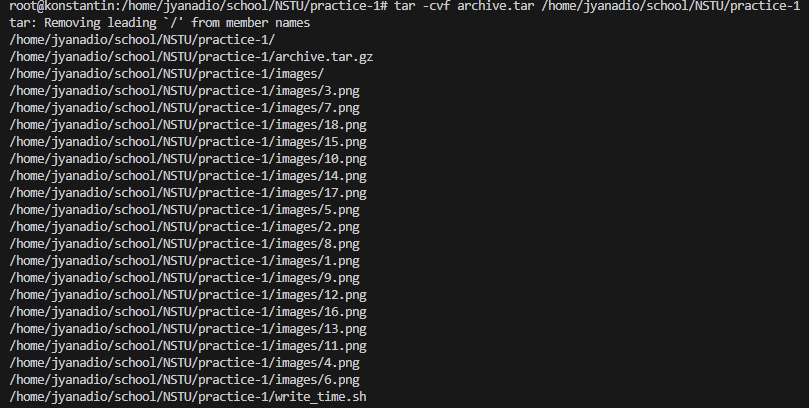 root@konstantin:/home/jyanadio/school/NSTU/practice-1# tar -cvf archive.tar /home/jyanadio/school/NSTU/practice-1
tar: Removing leading `/' from member names
/home/jyanadio/school/NSTU/practice-1/
/home/jyanadio/school/NSTU/practice-1/archive.tar.gz
/home/jyanadio/school/NSTU/practice-1/images/
/home/jyanadio/school/NSTU/practice-1/images/3.png
/home/jyanadio/school/NSTU/practice-1/images/7.png
/home/jyanadio/school/NSTU/practice-1/images/18.png
/home/jyanadio/school/NSTU/practice-1/images/15.png
/home/jyanadio/school/NSTU/practice-1/images/10.png
/home/jyanadio/school/NSTU/practice-1/images/14.png
/home/jyanadio/school/NSTU/practice-1/images/17.png
/home/jyanadio/school/NSTU/practice-1/images/5.png
/home/jyanadio/school/NSTU/practice-1/images/2.png
/home/jyanadio/school/NSTU/practice-1/images/8.png
/home/jyanadio/school/NSTU/practice-1/images/1.png
/home/jyanadio/school/NSTU/practice-1/images/9.png
/home/jyanadio/school/NSTU/practice-1/images/12.png
/home/jyanadio/school/NSTU/practice-1/images/16.png
/home/jyanadio/school/NSTU/practice-1/images/13.png
/home/jyanadio/school/NSTU/practice-1/images/11.png
/home/jyanadio/school/NSTU/practice-1/images/4.png
/home/jyanadio/school/NSTU/practice-1/images/6.png
/home/jyanadio/school/NSTU/practice-1/write_time.sh